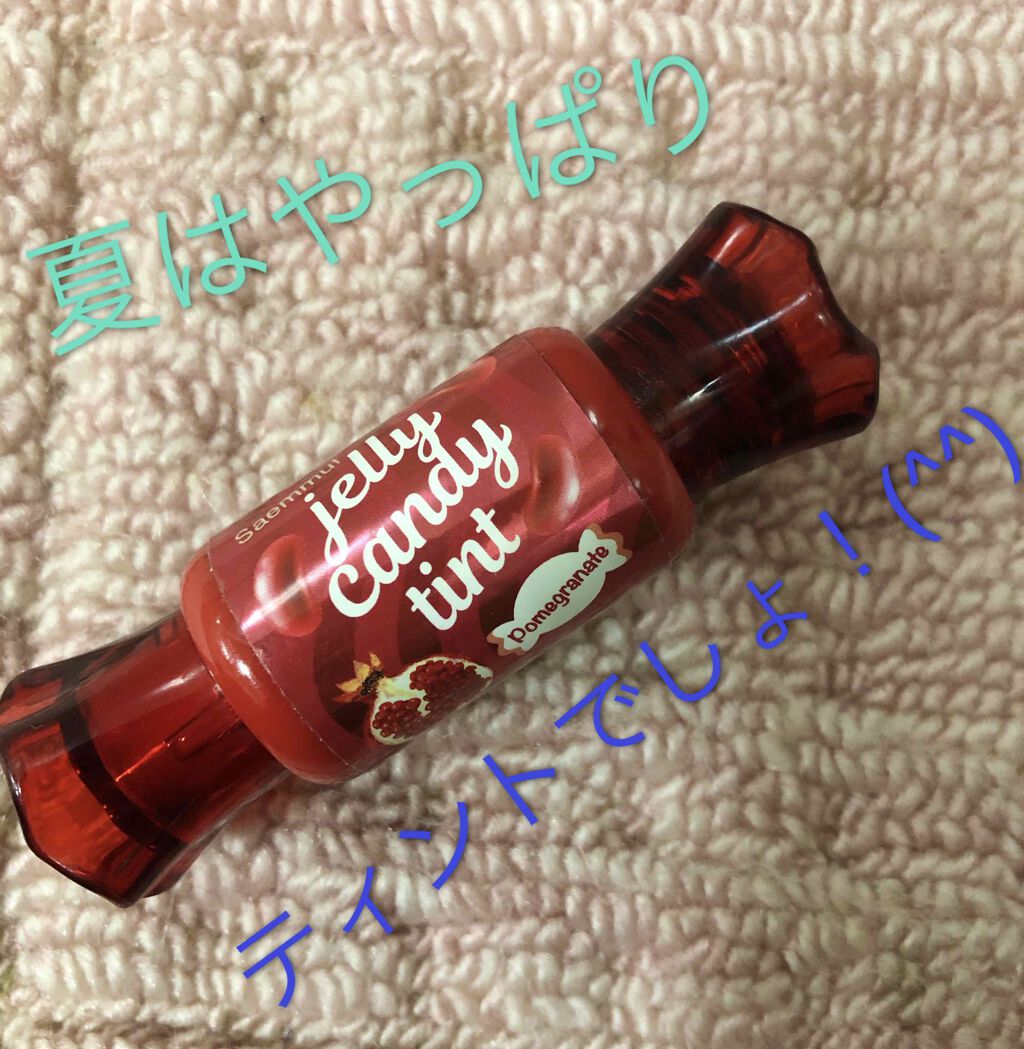 夏はやっぱり
Saemmul
jelly
candy
tint
Pomegranate
ティントでしょ！(^^)